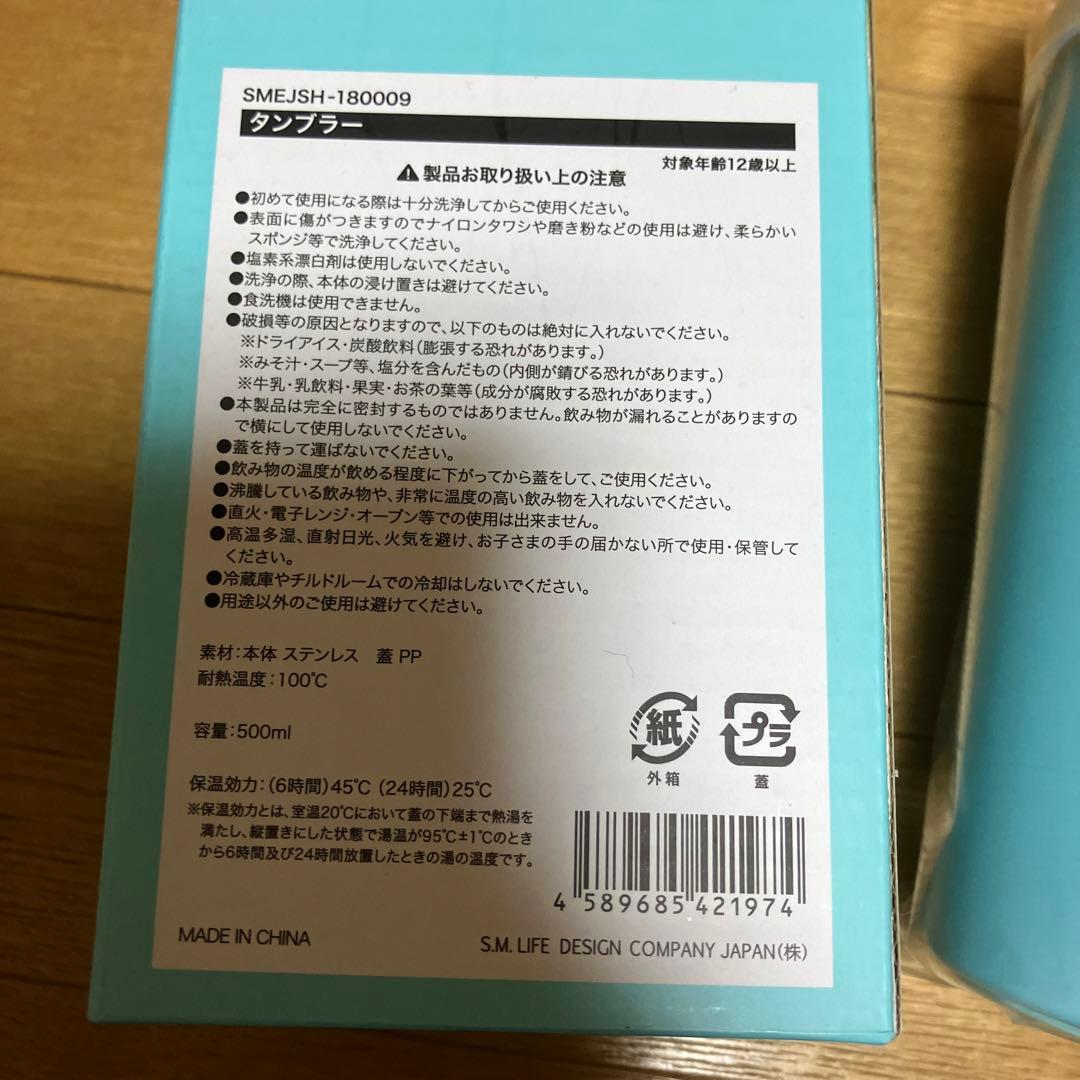 SMEJSH-180009
タンブラー
対象年齢12歳以上
⚠製品お取り扱い上の注意
●初めて使用になる際は十分洗浄してからご使用ください。
●表面に傷がつきますのでナイロンタワシや磨き粉などの使用は避け、柔らかい
スポンジ等で洗浄してください。
●塩素系漂白剤は使用しないでください。
●洗浄の際、本体の浸け置きは避けてください。
●食洗機は使用できません。
●破損等の原因となりますので、以下のものは絶対に入れないでください。
※ドライアイス・炭酸飲料(膨張する恐れがあります。)
※みそ汁・スープ等、塩分を含んだもの(内側が錆びる恐れがあります。)
※牛乳・乳飲料・果実・お茶の葉等(成分が腐敗する恐れがあります。)
●本製品は完全に密封するものではありません。飲み物が漏れることがありますの
で横にして使用しないでください。
●蓋を持って運ばないでください。
●飲み物の温度が飲める程度に下がってから蓋をして、ご使用ください。
●沸騰している飲み物や、非常に温度の高い飲み物を入れないでください。
●直火・電子レンジ・オーブン等での使用は出来ません。
●高温多湿、直射日光、火気を避け、お子さまの手の届かない所で使用・保管して
ください。
●冷蔵庫やチルドルームでの冷却はしないでください。
●用途以外のご使用は避けてください。
素材:本体 ステンレス 蓋 PP
耐熱温度:100℃
容量:500ml
紙
外箱
プラ
蓋
保温効力:(6時間)45℃ (24時間)25℃
※保温効力とは、室温20℃において蓋の下端まで熱湯を
満たし、縦置きにした状態で湯温が95℃±1℃のとき
から6時間及び24時間放置したときの湯の温度です。
4 589685 421974
MADE IN CHINA
S.M. LIFE DESIGN COMPANY JAPAN(株)